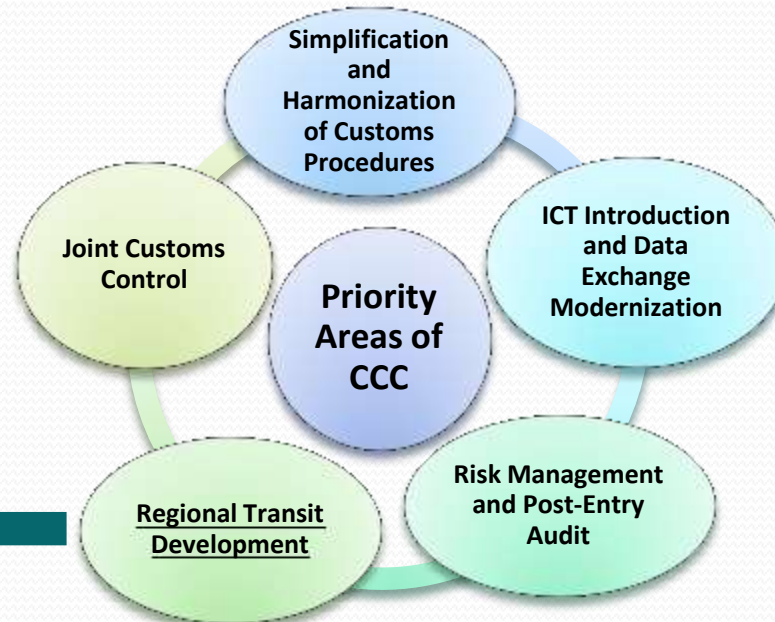 Simplification
and
Harmonization
of Customs
Procedures
ICT Introduction
and Data
Exchange
Modernization
Risk Management
and Post-Entry
Audit
Regional Transit
Development
Joint Customs
Control
Priority
Areas of
CCC